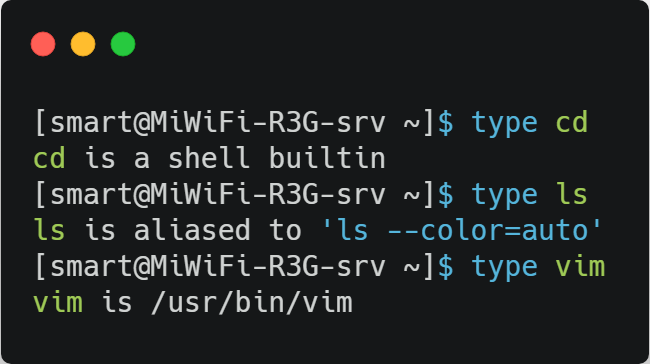 [smart@MiWiFi-R3G-srv ~]$ type cd
cd is a shell builtin
[smart@MiWiFi-R3G-srv ~]$ type ls
ls is aliased to 'ls --color=auto'
[smart@MiWiFi-R3G-srv ~]$ type vim
vim is /usr/bin/vim